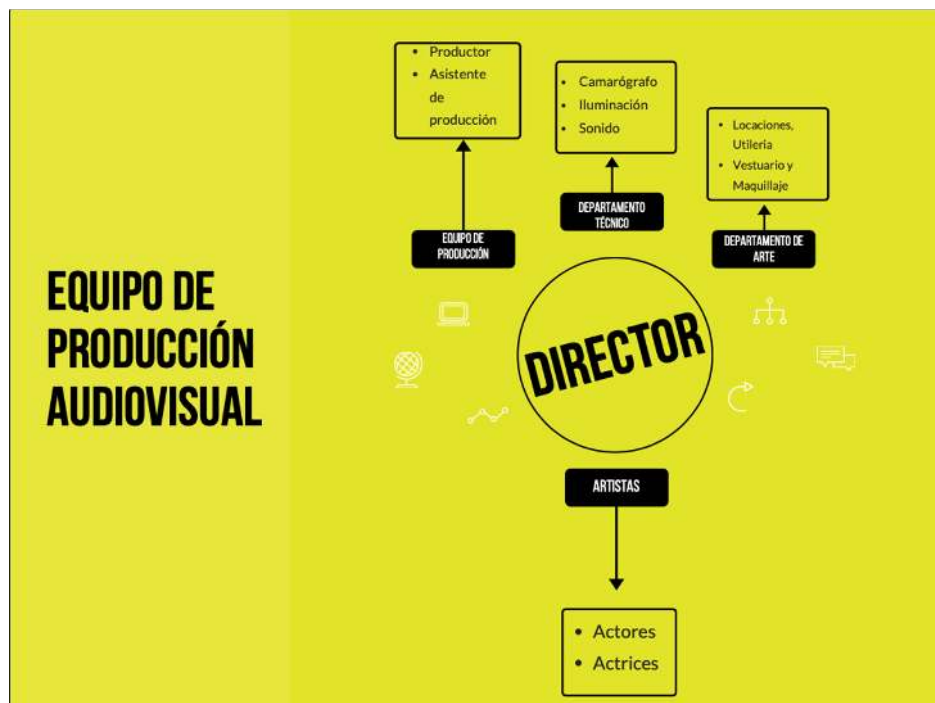 EQUIPO DE
PRODUCCIÓN
AUDIOVISUAL
• Productor
• Asistente
de
producción
EQUIPO DE
PRODUCCIÓN
• Camarógrafo
• Iluminación
• Sonido
DEPARTAMENTO
TÉCNICO
• Locaciones,
Utileria
• Vestuario y
Maquillaje
DEPARTAMENTO DE
ARTE
DIRECTOR
ARTISTAS
• Actores
• Actrices